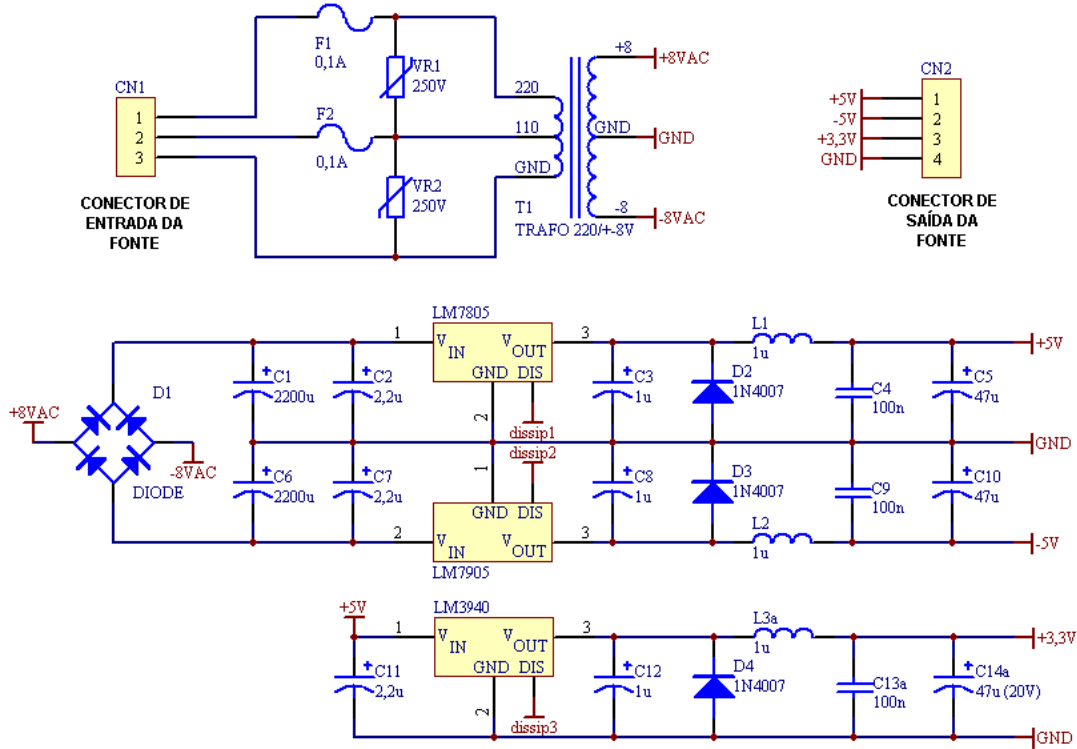 F1
0,1A
VR1
250V
CN1
1
2
3
F2
0,1A
VR2
250V
220
110
GND
T1
TRAFO 220/+-8V
+8
GND
-8
+8VAC
GND
-8VAC
CN2
+5V 1
-5V 2
+3,3V 3
GND 4
CONECTOR DE
ENTRADA DA
FONTE
CONECTOR DE
SAÍDA DA
FONTE
LM7805
1
V IN
V OUT
3
GND DIS
2
dissip1
dissip2
1
GND DIS
2
V IN
V OUT
3
LM7905
+8VAC
D1
-8VAC
DIODE
C1
2200u
C2
2,2u
C6
2200u
C7
2,2u
C3
1u
C8
1u
D2
1N4007
D3
1N4007
L1
1u
L2
1u
C4
100n
C9
100n
C5
47u
C10
47u
+5V
GND
-5V
+5V
LM3940
1
V IN
V OUT
3
GND DIS
2
dissip3
C11
2,2u
C12
1u
D4
1N4007
L3a
1u
C13a
100n
C14a
47u (20V)
+3,3V
GND